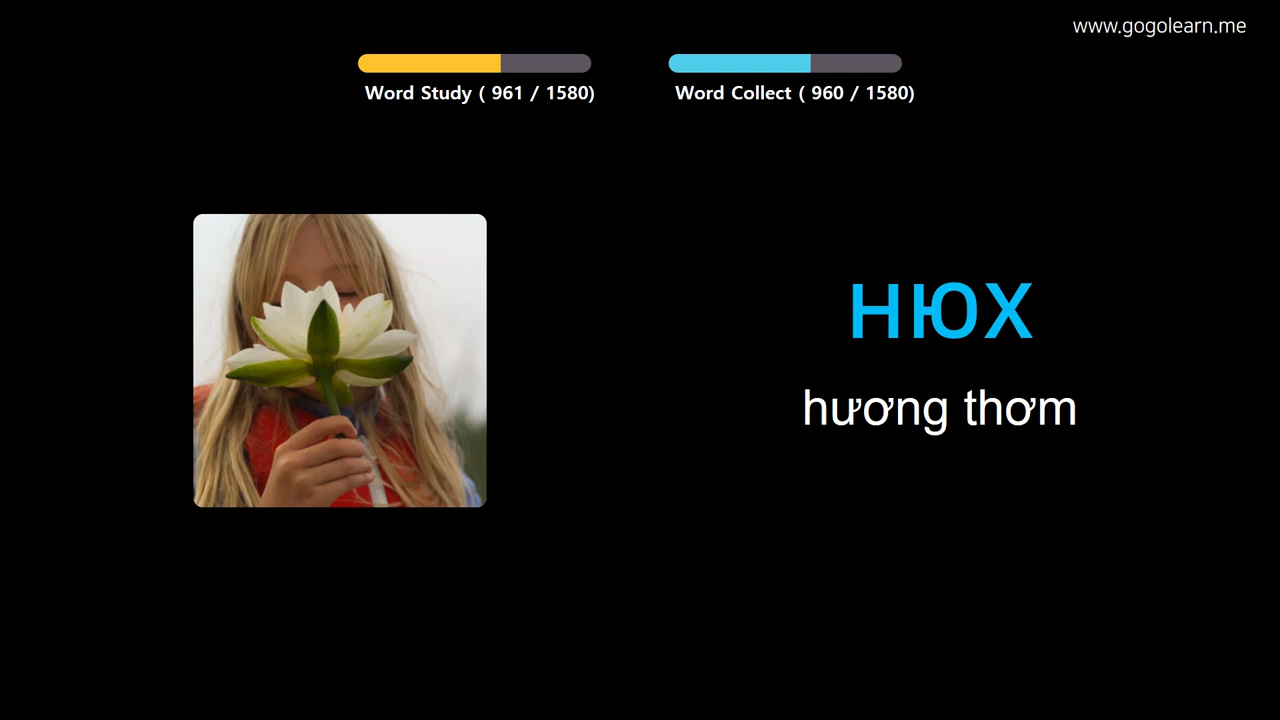 www.gogolearn.me
Word Study ( 961 / 1580)
Word Collect ( 960 / 1580)
нюх
hương thơm